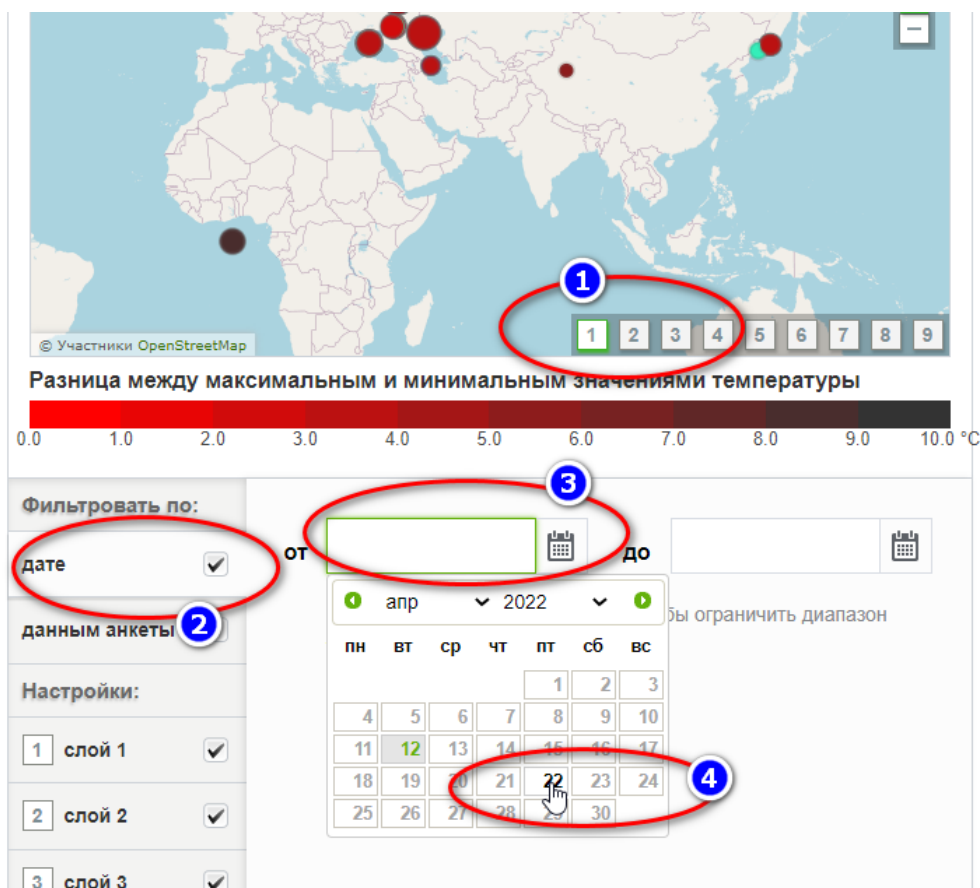 −
1
1 2 3 4 5 6 7 8 9
© Участники OpenStreetMap
Разница между максимальным и минимальным значениями температуры
0.0 1.0 2.0 3.0 4.0 5.0 6.0 7.0 8.0 9.0 10.0 °C
3
Фильтровать по:
дате
от
до
апр 2022
бы ограничить диапазон
2
данным анкеты
пн вт ср чт пт сб вс
Настройки:
1 2 3
4 5 6 7 8 9 10
1 слой 1
11 12 13 14 15 16 17
18 19 20 21 22 23 24
4
2 слой 2
25 26 27 28 29 30
3 слой 3